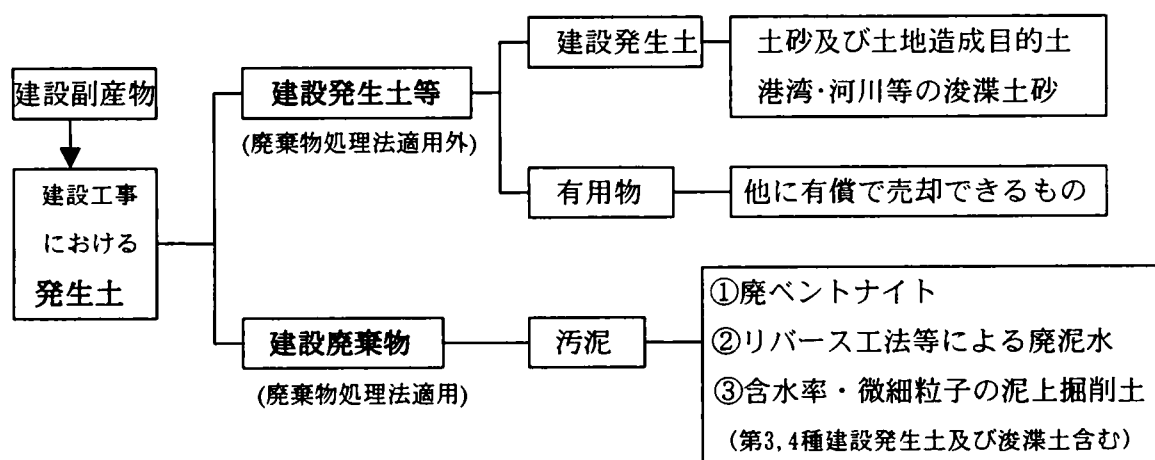 建設副産物
建設工事
における
発生土
建設発生土等
(廃棄物処理法適用外)
建設発生土
土砂及び土地造成目的土
港湾・河川等の浚渫土砂
有用物
他に有償で売却できるもの
建設廃棄物
(廃棄物処理法適用)
汚泥
①廃ベントナイト
②リバース工法等による廃泥水
③含水率・微細粒子の泥上掘削土
(第3,4種建設発生土及び浚渫土含む)